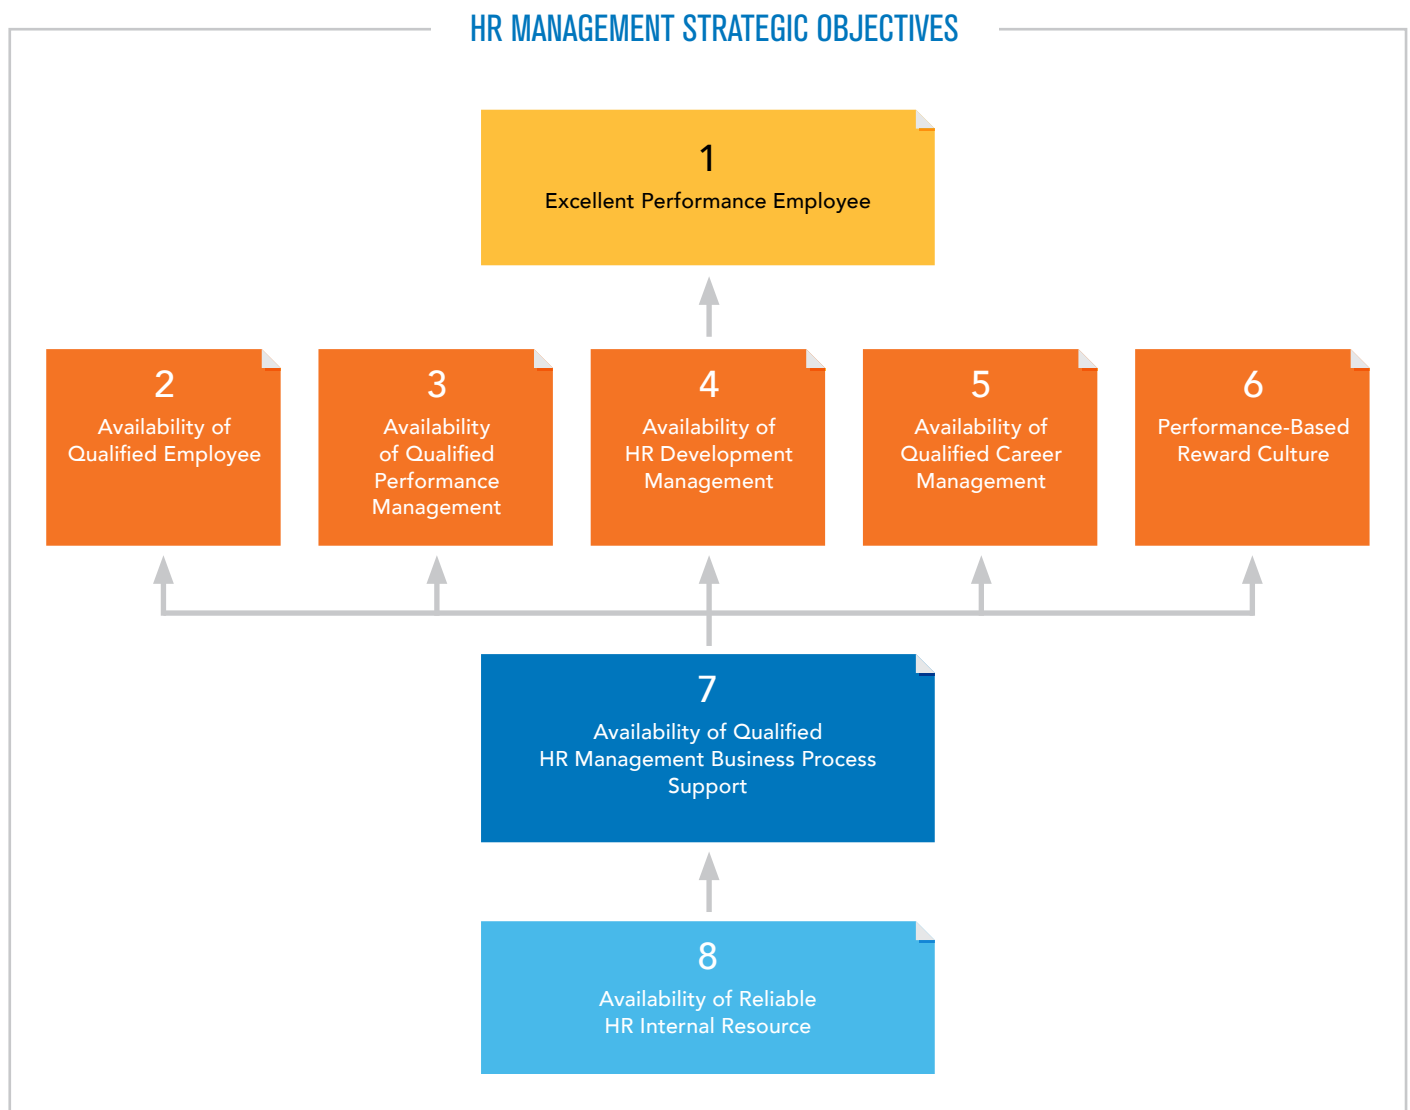 HR MANAGEMENT STRATEGIC OBJECTIVES
1
Excellent Performance Employee
2
Availability of
Qualified Employee
3
Availability
of Qualified
Performance
Management
4
Availability of
HR Development
Management
5
Availability of
Qualified Career
Management
6
Performance-Based
Reward Culture
7
Availability of Qualified
HR Management Business Process
Support
8
Availability of Reliable
HR Internal Resource